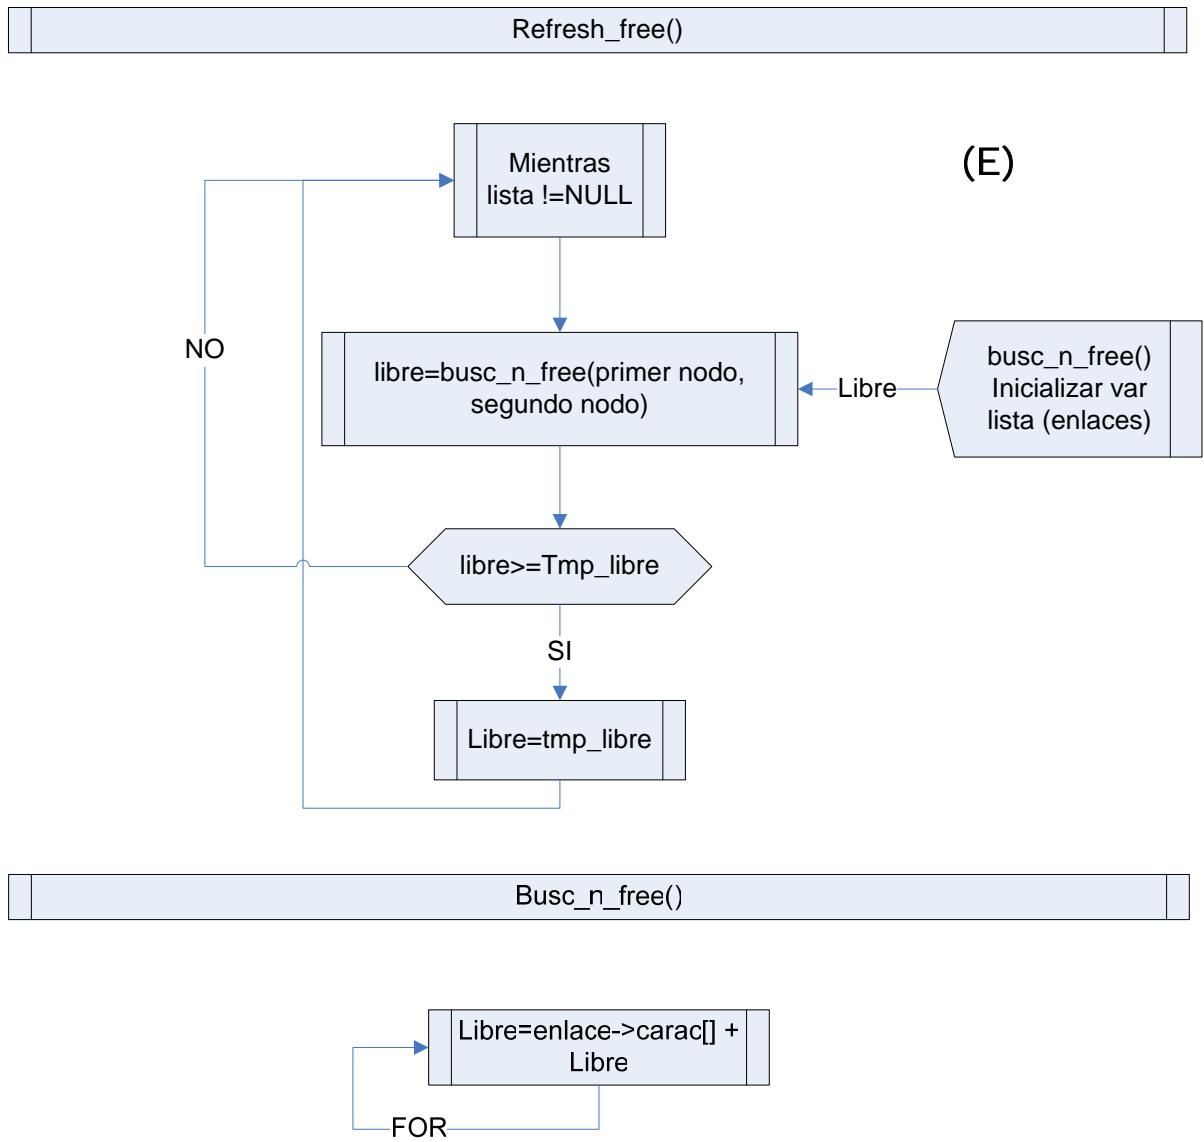 Refresh_free()
(E)
Mientras
lista !=NULL
NO
libre=busc_n_free(primer nodo,
segundo nodo)
Libre
busc_n_free()
Inicializar var
lista (enlaces)
libre>=Tmp_libre
SI
Libre=tmp_libre
Busc_n_free()
Libre=enlace->carac[] +
Libre
FOR